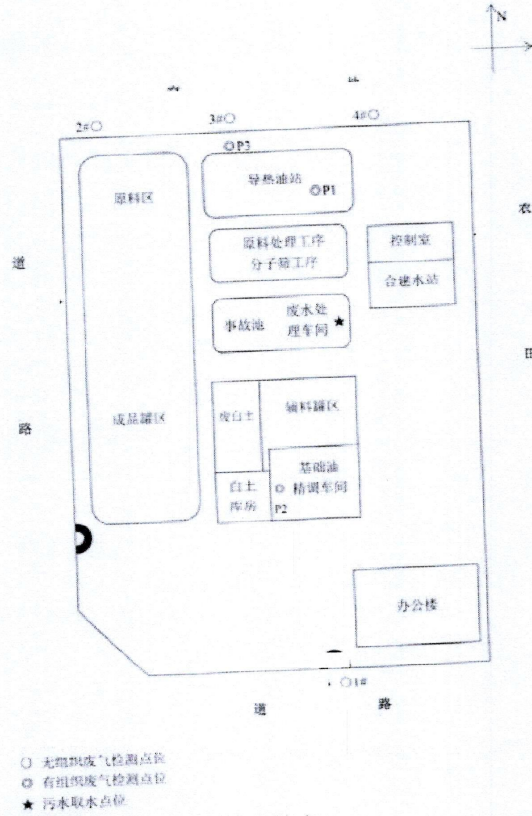 N
2#
3#
4#
P3
导热油站
P1
原料区
原料处理工序
分子筛工序
控制室
合建水站
农
田
道
路
事故池
废水处
理车间
成品罐区
废白土
辅料罐区
白土
库房
基础油
精调车间
P2
办公楼
1#
道
路
无组织废气检测点位
有组织废气检测点位
污水取水点位